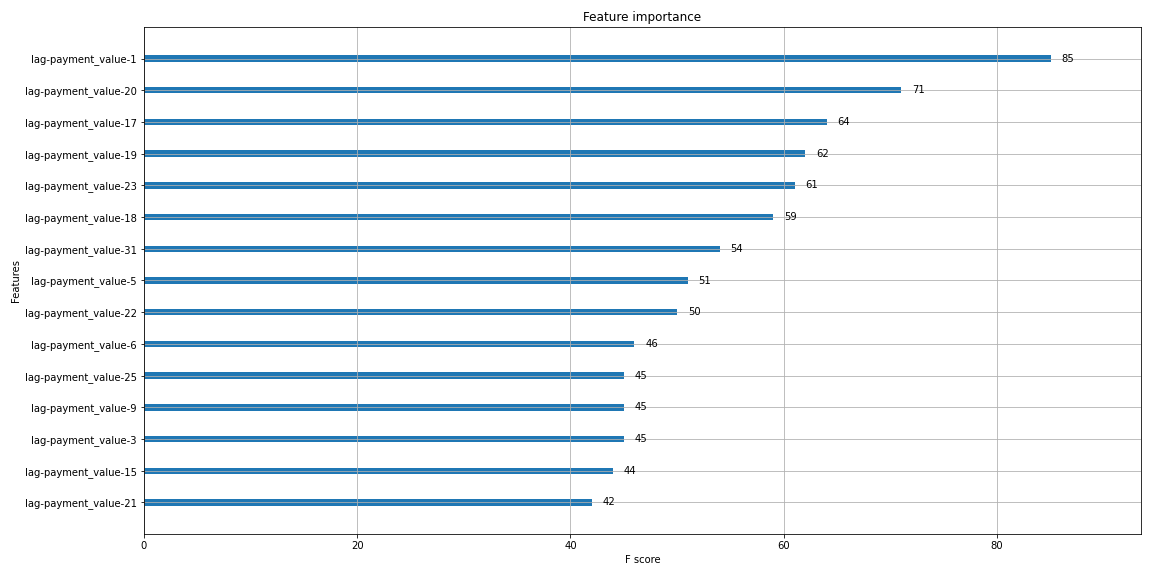 Feature importance
lag-payment_value-1 85
lag-payment_value-20 71
lag-payment_value-17 64
lag-payment_value-19 62
lag-payment_value-23 61
lag-payment_value-18 59
lag-payment_value-31 54
lag-payment_value-5 51
lag-payment_value-22 50
lag-payment_value-6 46
lag-payment_value-25 45
lag-payment_value-9 45
lag-payment_value-3 45
lag-payment_value-15 44
lag-payment_value-21 42
Features
0 20 40 60 80
F score